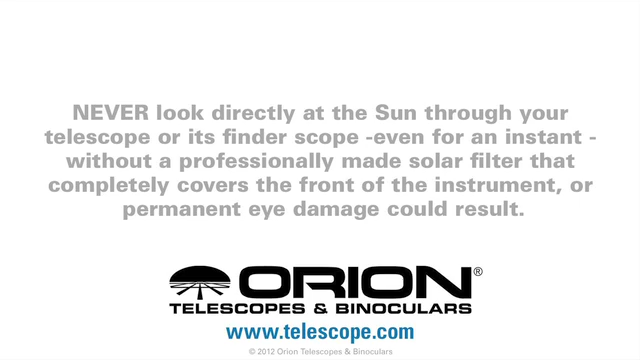 NEVER look directly at the Sun through your
telescope or its finder scope -even for an instant -
without a professionally made solar filter that
completely covers the front of the instrument, or
permanent eye damage could result.
ORION®
TELESCOPES & BINOCULARS
www.telescope.com
© 2012 Orion Telescopes & Binoculars